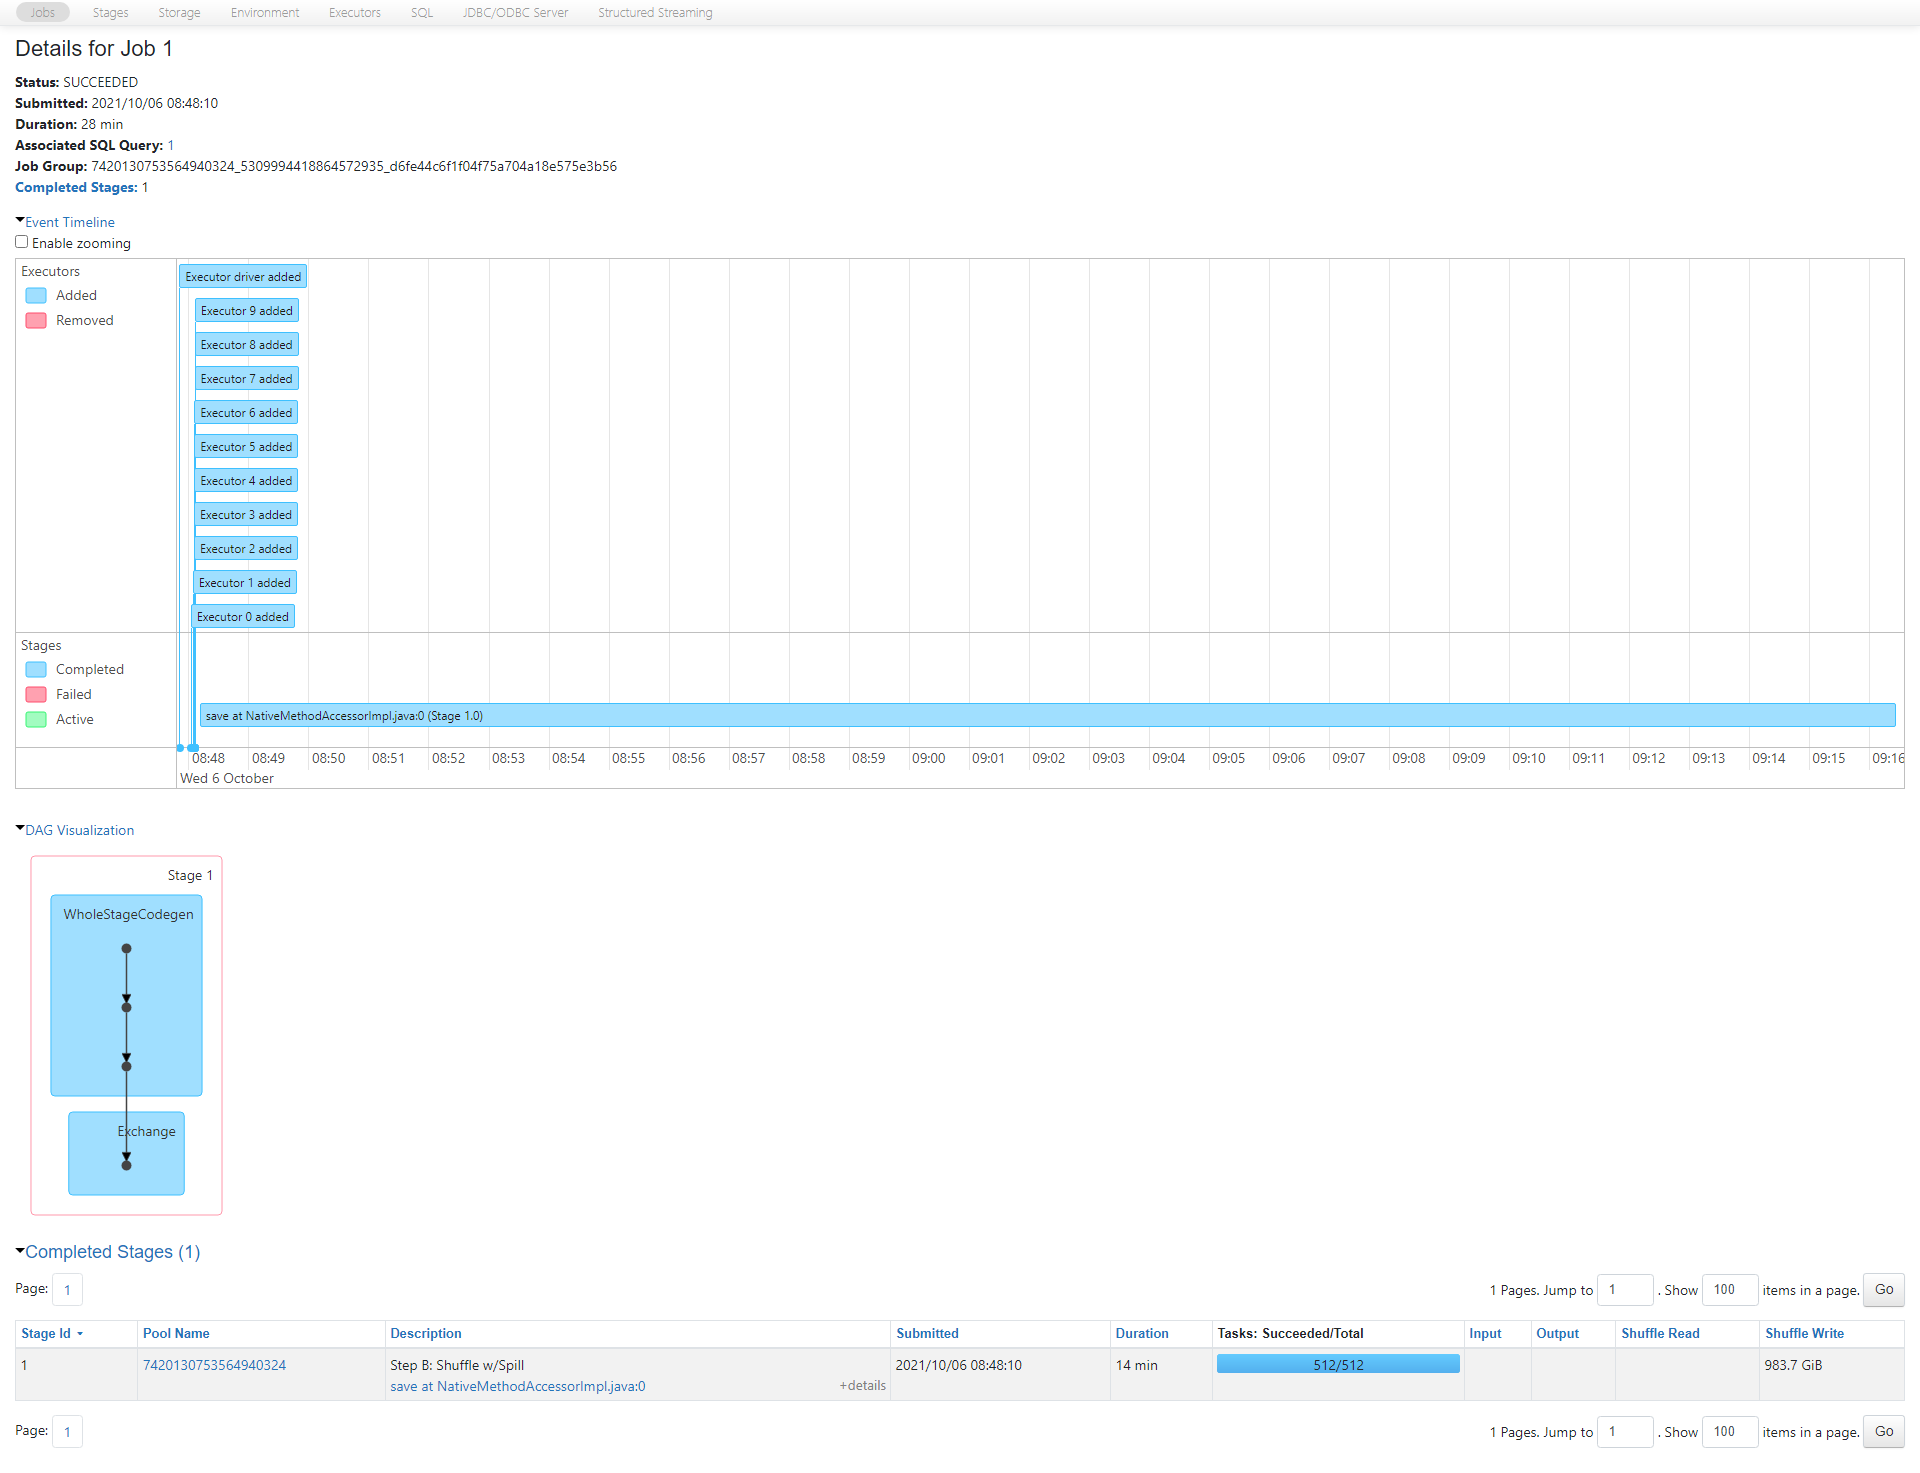 Jobs Stages Storage Environment Executors SQL JDBC/ODBC Server Structured Streaming
Details for Job 1
Status: SUCCEEDED
Submitted: 2021/10/06 08:48:10
Duration: 28 min
Associated SQL Query: 1
Job Group: 7420130753564940324_5309994418864572935_d6fe44c6f1f04f75a704a18e575e3b56
Completed Stages: 1
Event Timeline
Enable zooming
Executors
Added
Removed
Executor driver added
Executor 9 added
Executor 8 added
Executor 7 added
Executor 6 added
Executor 5 added
Executor 4 added
Executor 3 added
Executor 2 added
Executor 1 added
Executor 0 added
Stages
Completed
Failed
Active
save at NativeMethodAccessorImpl.java:0 (Stage 1.0)
08:48 08:49 08:50 08:51 08:52 08:53 08:54 08:55 08:56 08:57 08:58 08:59 09:00 09:01 09:02 09:03 09:04 09:05 09:06 09:07 09:08 09:09 09:10 09:11 09:12 09:13 09:14 09:15 09:16
Wed 6 October
DAG Visualization
Stage 1
WholeStageCodegen
Exchange
Completed Stages (1)
Page: 1 1 Pages. Jump to 1 . Show 100 items in a page. Go
Stage Id Pool Name Description Submitted Duration Tasks: Succeeded/Total Input Output Shuffle Read Shuffle Write
1 7420130753564940324 Step B: Shuffle w/Spill 2021/10/06 08:48:10 14 min 512/512 983.7 GiB
save at NativeMethodAccessorImpl.java:0 +details
Page: 1 1 Pages. Jump to 1 . Show 100 items in a page. Go